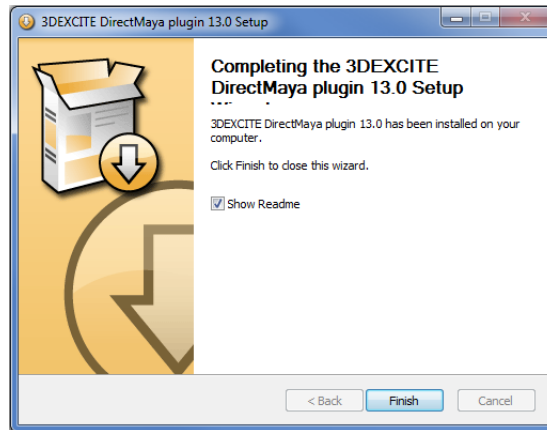 3DEXCITE DirectMaya plugin 13.0 Setup
Completing the 3DEXCITE
DirectMaya plugin 13.0 Setup
3DEXCITE DirectMaya plugin 13.0 has been installed on your
computer.
Click Finish to close this wizard.
Show Readme
< Back
Finish
Cancel